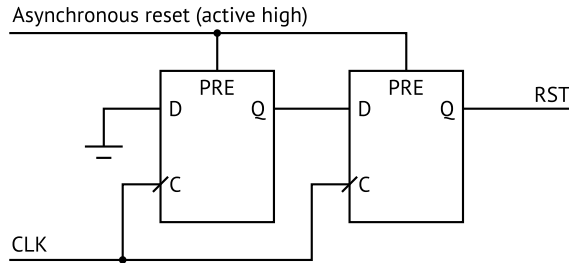 Asynchronous reset (active high)
PRE PRE
D Q D Q RST
C C
CLK